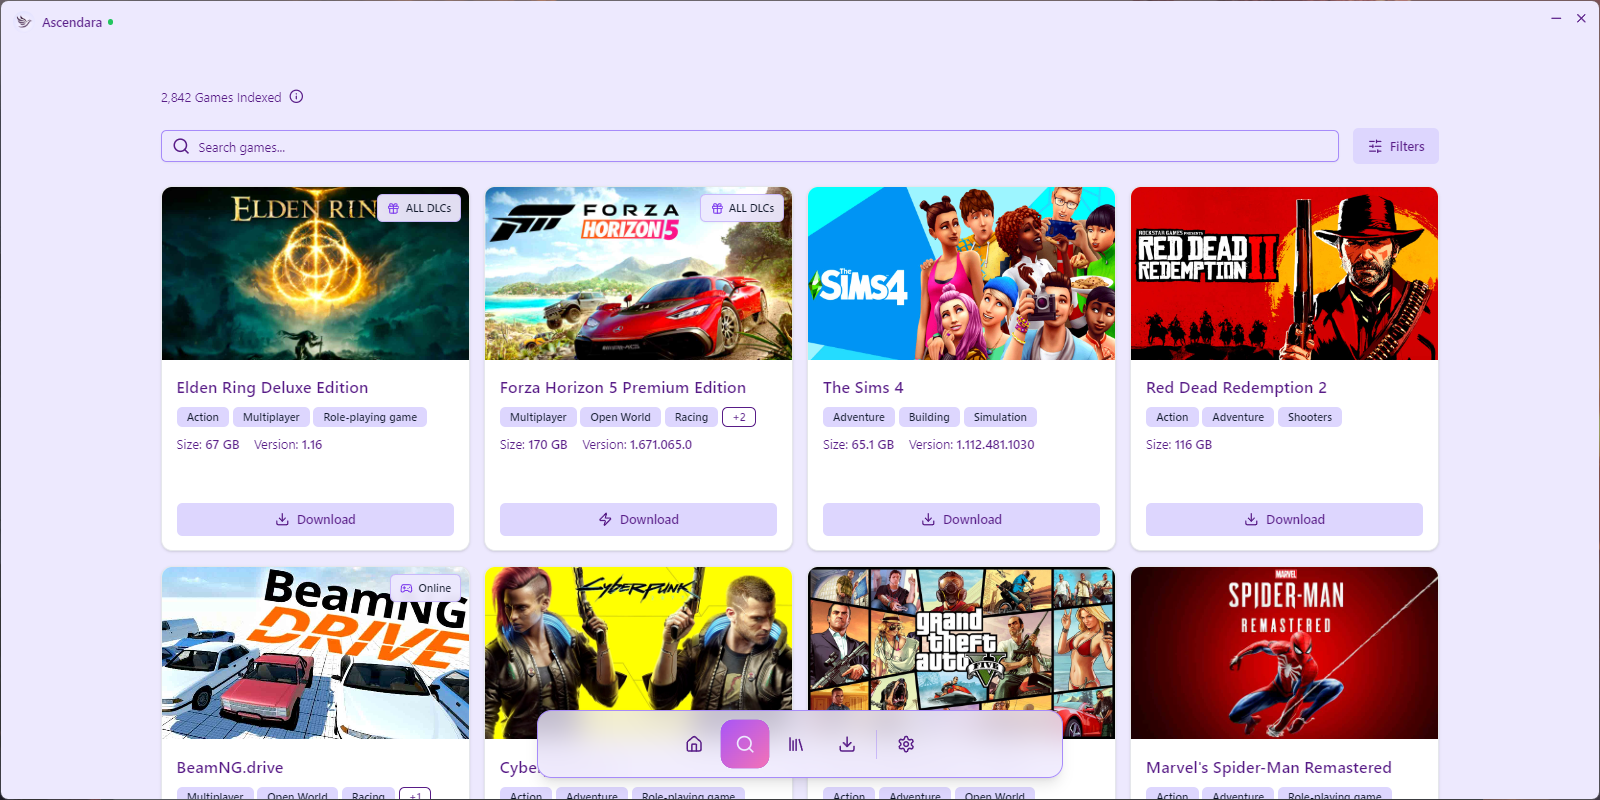 Ascendara
2,842 Games Indexed
Search games...
Filters
ELDEN RIN
ALL DLCs
FORZA
HORIZON 5
ALL DLCs
The
SIMS 4
ROCKSTAR GAMES PRESENTS
RED DEAD
REDEMPTION II
Elden Ring Deluxe Edition
Action Multiplayer Role-playing game
Size: 67 GB Version: 1.16
Download
Forza Horizon 5 Premium Edition
Multiplayer Open World Racing +2
Size: 170 GB Version: 1.671.065.0
Download
The Sims 4
Adventure Building Simulation
Size: 65.1 GB Version: 1.112.481.1030
Download
Red Dead Redemption 2
Action Adventure Shooters
Size: 116 GB
Download
BeamNG
DRIVE
Online
CYBERPUNK
grand
theft
auto V
FIVE
MARVEL
SPIDER-MAN
REMASTERED
BeamNG.drive
Multiplayer Open World Racing +1
Cybe
Action Adventure Role-playing game
Action Adventure Open World
Marvel's Spider-Man Remastered
Action Adventure Role-playing game